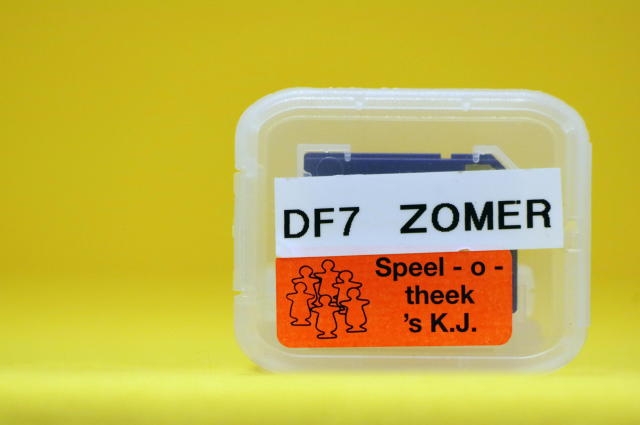 DF7 ZOMER
Speel - o -
theek
's K.J.